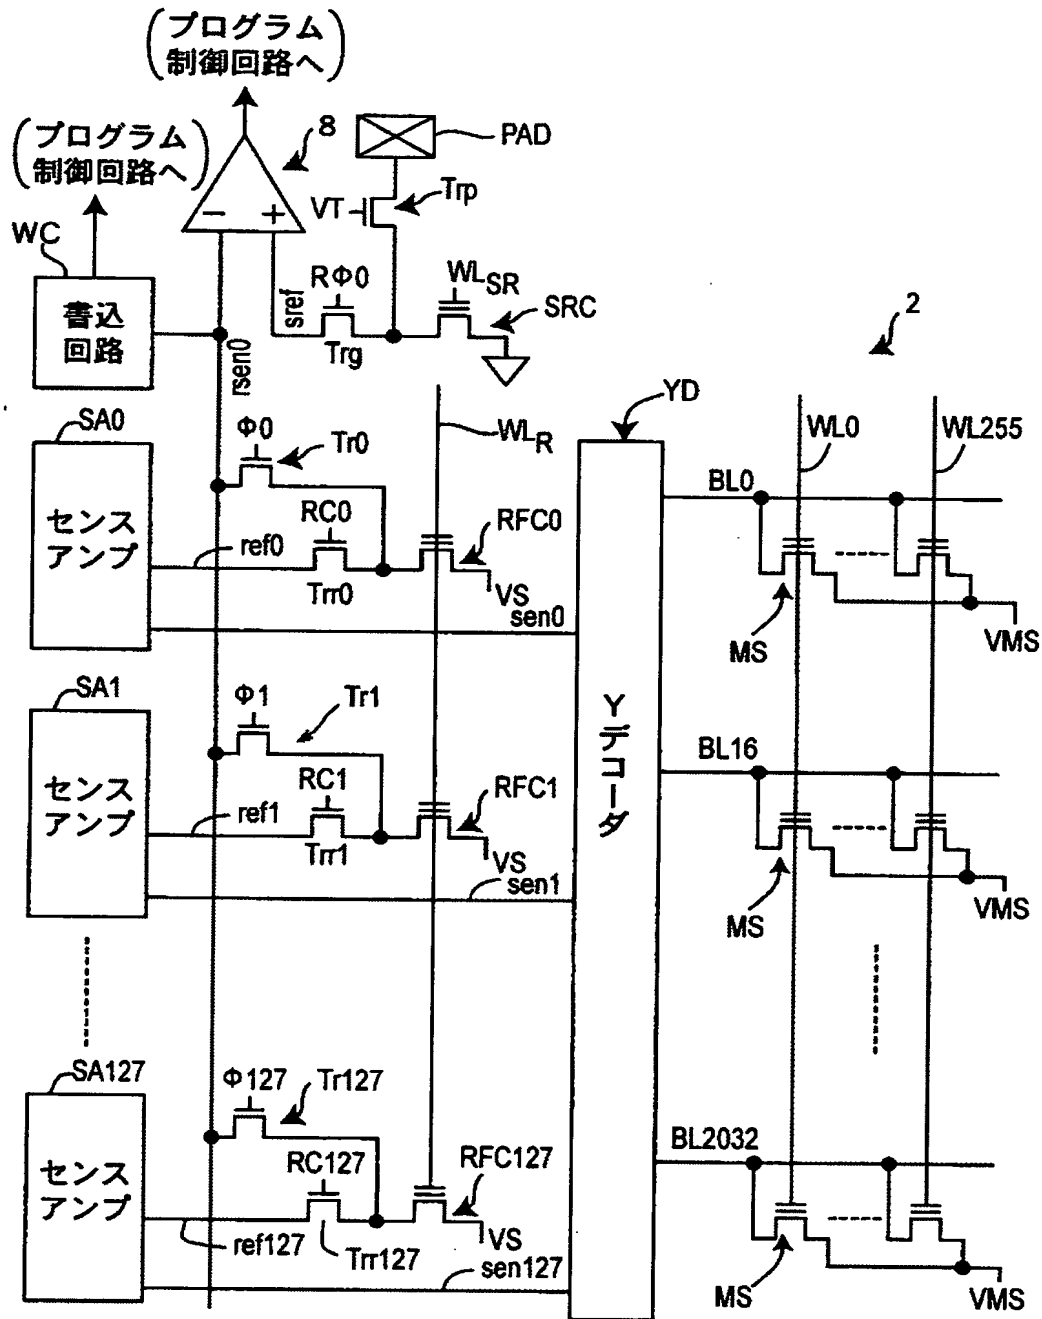 (プログラム
制御回路へ)
(プログラム
制御回路へ)
8
PAD
VT
Trp
WC
書込
回路
RΦ0
WLSR
SRC
sref
Trg
rsen0
2
SA0
Φ0
Tr0
WLR
YD
WL0
WL255
BL0
センス
アンプ
RC0
RFC0
ref0
Trr0
VS
sen0
MS
VMS
SA1
Φ1
Tr1
Yデコーダ
BL16
センス
アンプ
RC1
RFC1
ref1
Trr1
VS
sen1
MS
VMS
SA127
Φ127
Tr127
BL2032
センス
アンプ
RC127
RFC127
ref127
Trr127
VS
sen127
MS
VMS